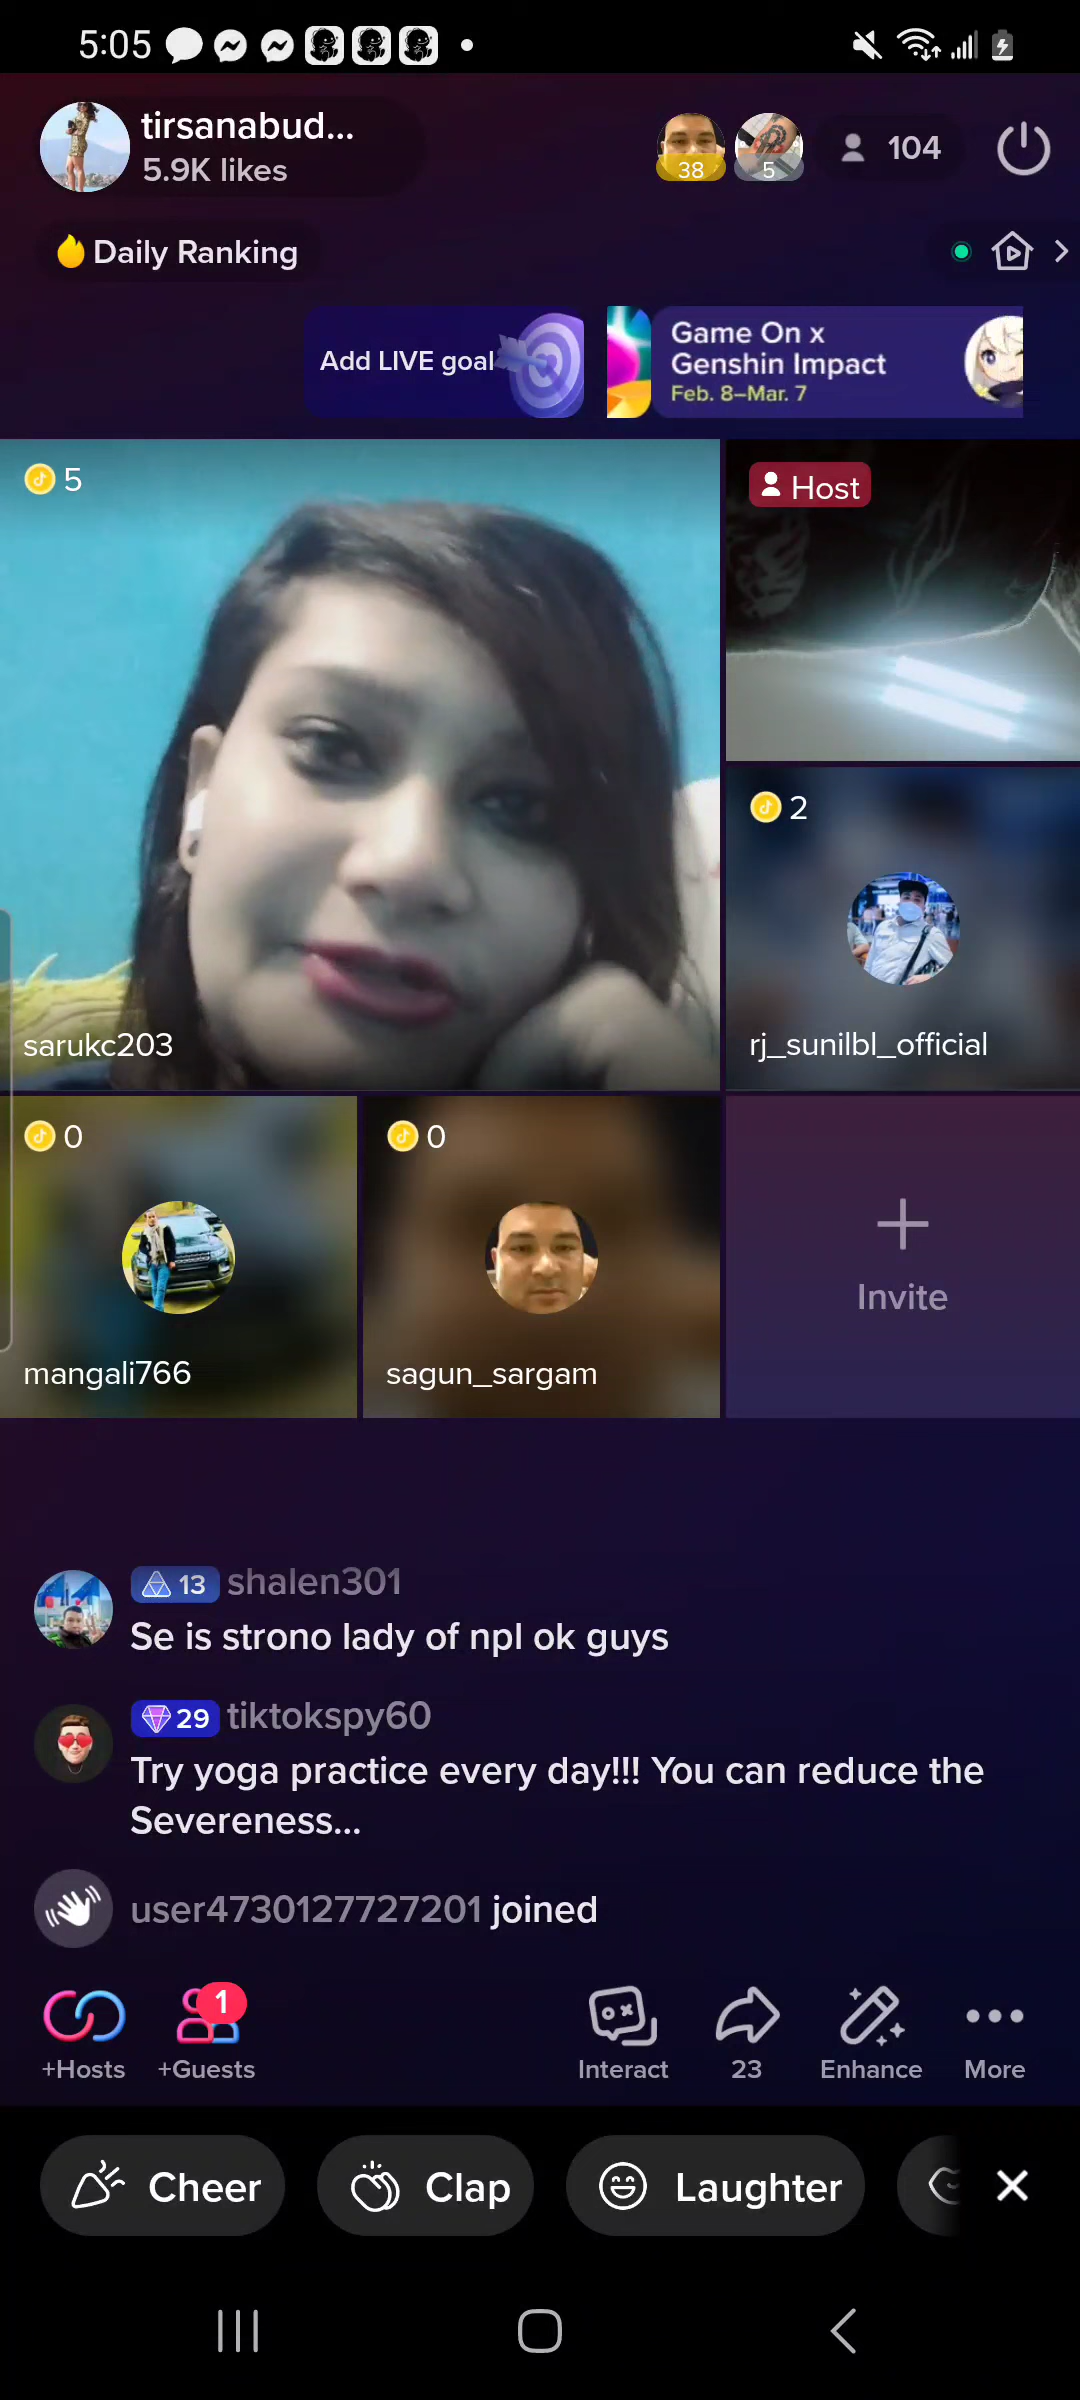 5:05
tirsanabud...
5.9K likes
38
5
104
Daily Ranking
Add LIVE goal
Game On x
Genshin Impact
Feb. 8–Mar. 7
5
Host
2
sarukc203
rj_sunilbl_official
0
0
Invite
mangali766
sagun_sargam
13 shalen301
Se is strono lady of npl ok guys
29 tiktokspy60
Try yoga practice every day!!! You can reduce the
Severeness...
user4730127727201 joined
1
+Hosts
+Guests
Interact
23
Enhance
More
Cheer
Clap
Laughter